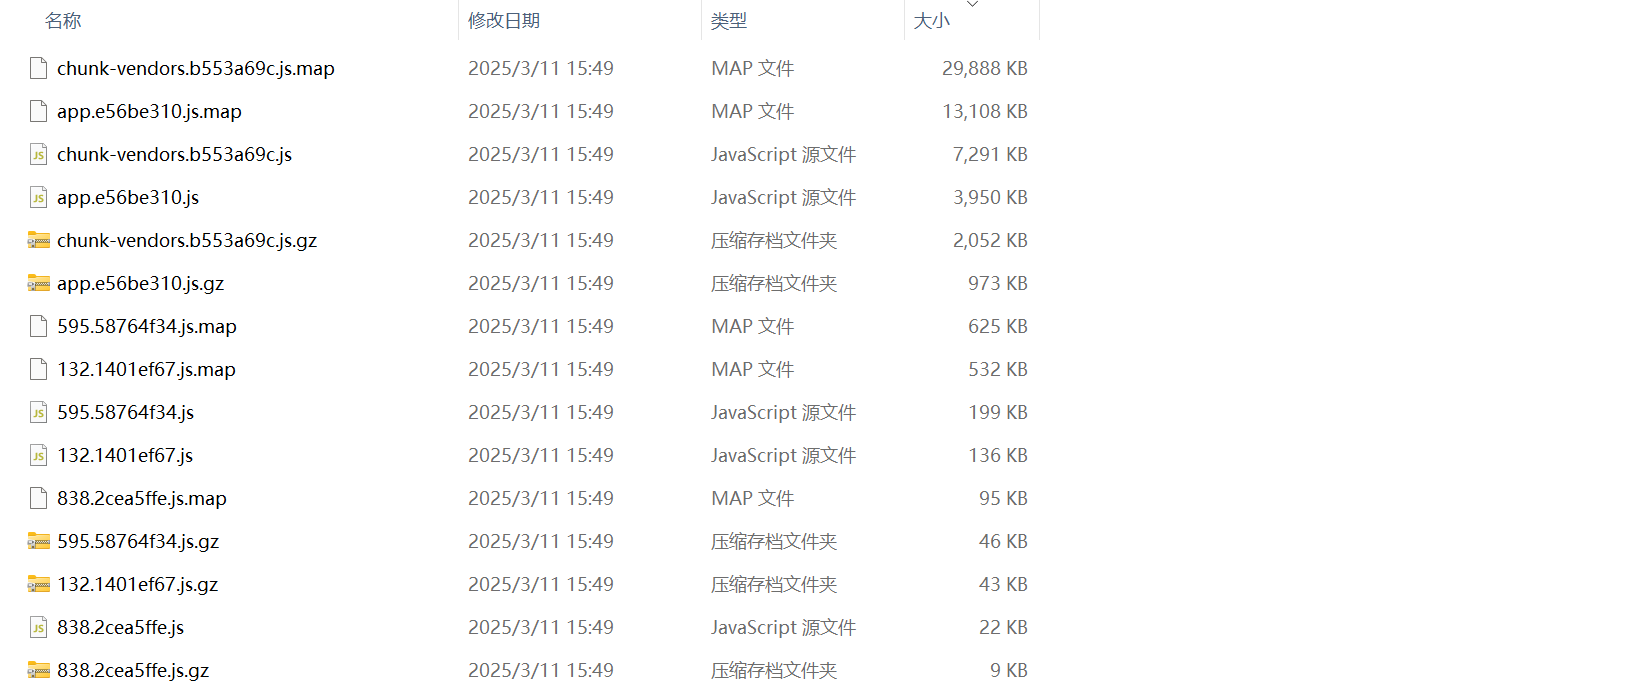 名称 修改日期 类型 大小
chunk-vendors.b553a69c.js.map 2025/3/11 15:49 MAP 文件 29,888 KB
app.e56be310.js.map 2025/3/11 15:49 MAP 文件 13,108 KB
chunk-vendors.b553a69c.js 2025/3/11 15:49 JavaScript 源文件 7,291 KB
app.e56be310.js 2025/3/11 15:49 JavaScript 源文件 3,950 KB
chunk-vendors.b553a69c.js.gz 2025/3/11 15:49 压缩存档文件夹 2,052 KB
app.e56be310.js.gz 2025/3/11 15:49 压缩存档文件夹 973 KB
595.58764f34.js.map 2025/3/11 15:49 MAP 文件 625 KB
132.1401ef67.js.map 2025/3/11 15:49 MAP 文件 532 KB
595.58764f34.js 2025/3/11 15:49 JavaScript 源文件 199 KB
132.1401ef67.js 2025/3/11 15:49 JavaScript 源文件 136 KB
838.2cea5ffe.js.map 2025/3/11 15:49 MAP 文件 95 KB
595.58764f34.js.gz 2025/3/11 15:49 压缩存档文件夹 46 KB
132.1401ef67.js.gz 2025/3/11 15:49 压缩存档文件夹 43 KB
838.2cea5ffe.js 2025/3/11 15:49 JavaScript 源文件 22 KB
838.2cea5ffe.js.gz 2025/3/11 15:49 压缩存档文件夹 9 KB